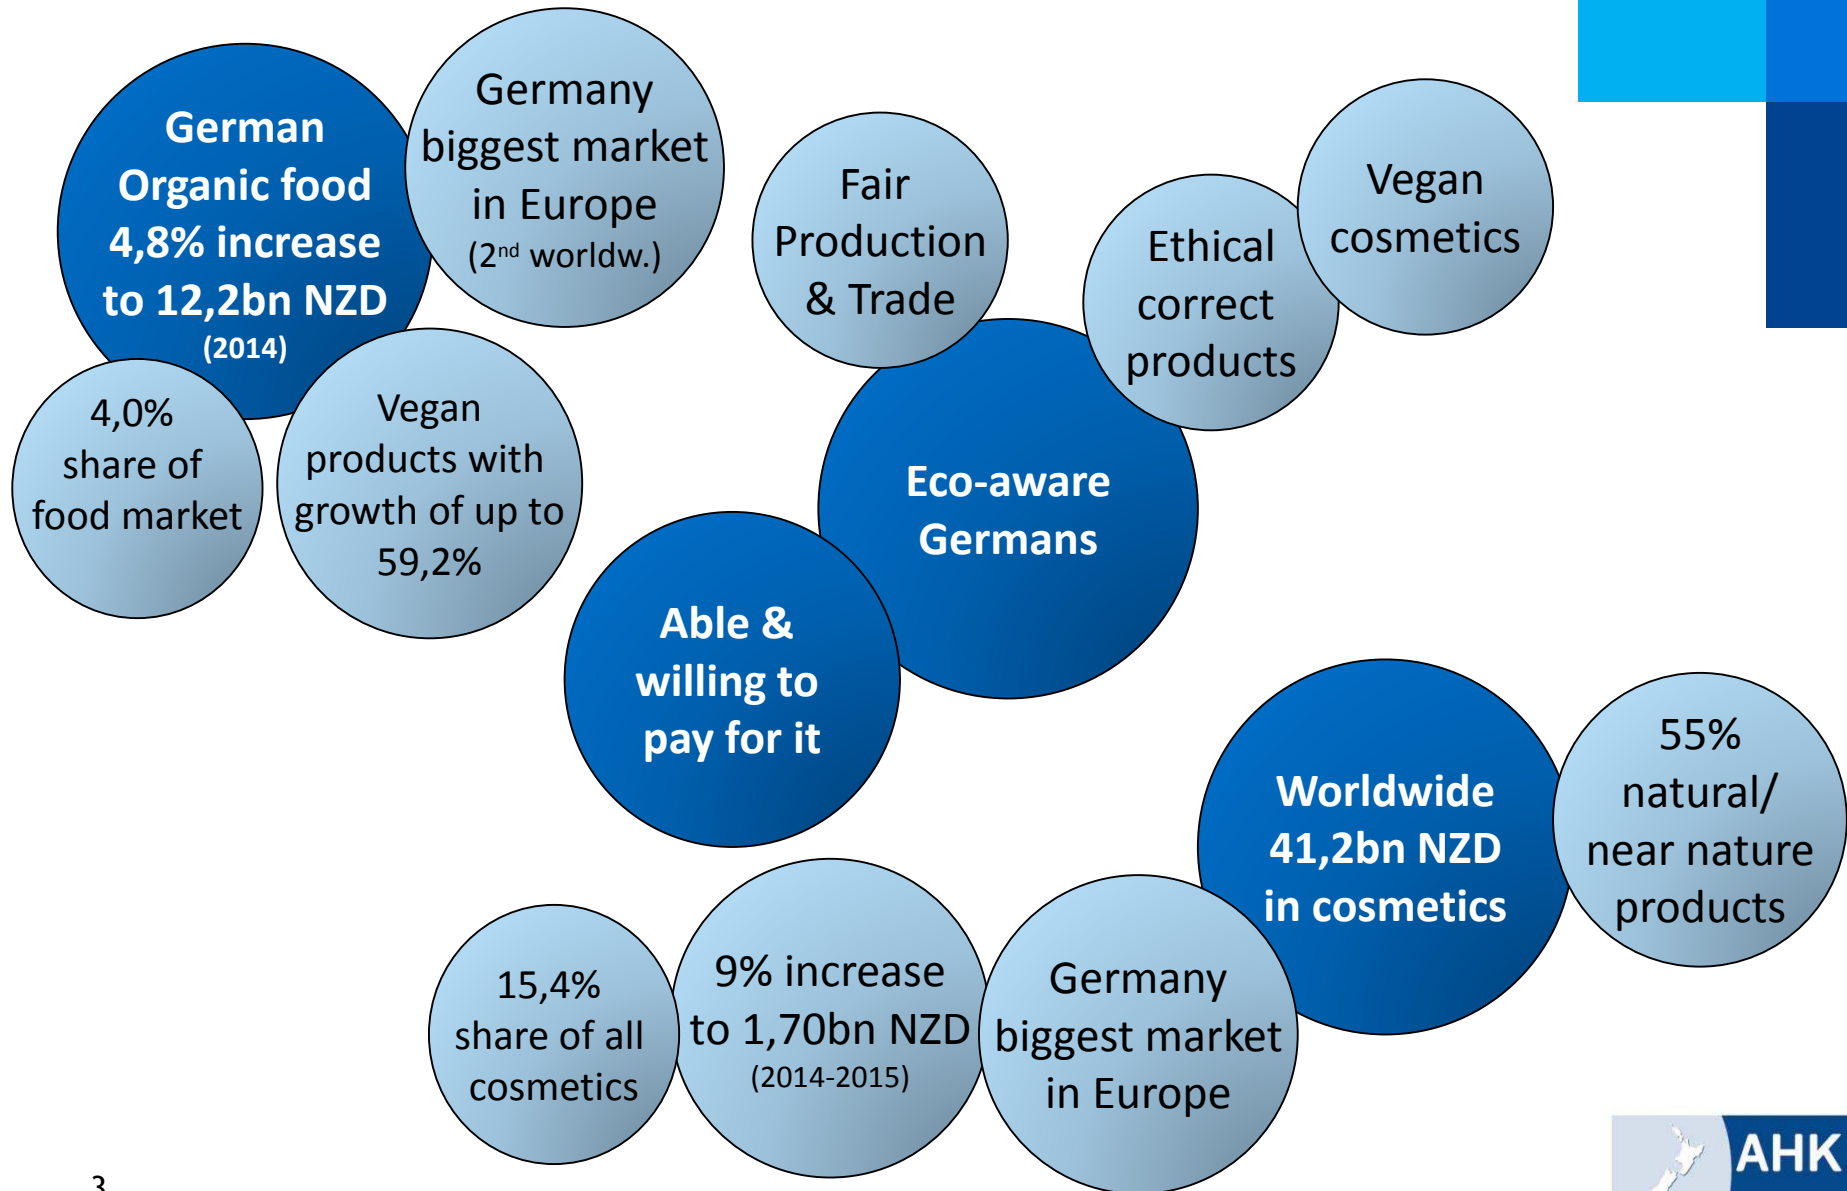 German
Organic food
4,8% increase
to 12,2bn NZD
(2014)
Germany
biggest market
in Europe
(2nd worldw.)
4,0%
share of
food market
Vegan
products with
growth of up to
59,2%
Fair
Production
& Trade
Ethical
correct
products
Vegan
cosmetics
Eco-aware
Germans
Able &
willing to
pay for it
Worldwide
41,2bn NZD
in cosmetics
55%
natural/
near nature
products
15,4%
share of all
cosmetics
9% increase
to 1,70bn NZD
(2014-2015)
Germany
biggest market
in Europe
3
AHK